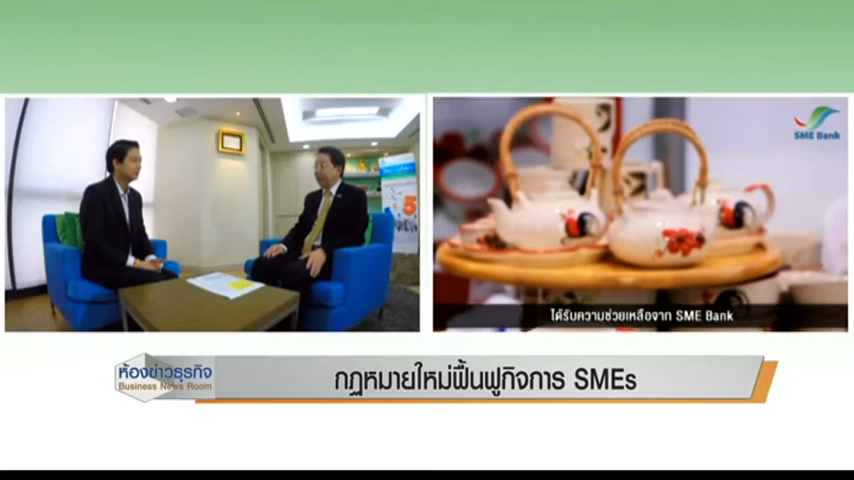 SME Bank
ได้รับความช่วยเหลือจาก SME Bank
ห้องข่าวธุรกิจ
Business News Room
กฎหมายใหม่ฟื้นฟูกิจการ SMEs